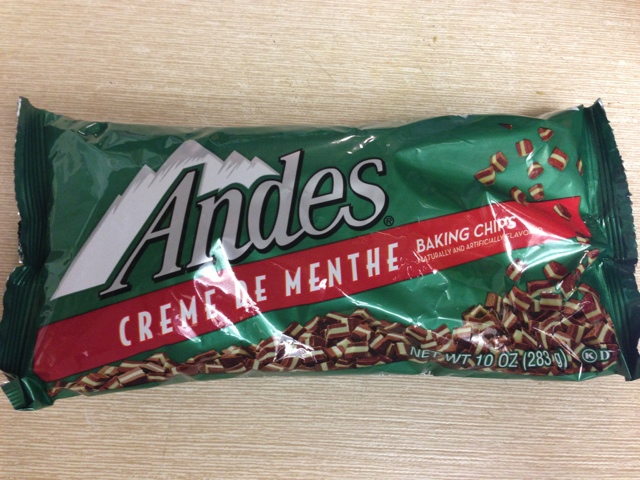 Andes®
CREME DE MENTHE
BAKING CHIPS
NATURALLY AND ARTIFICIALLY FLAVORED
NET WT 10 OZ (283 g)
K D